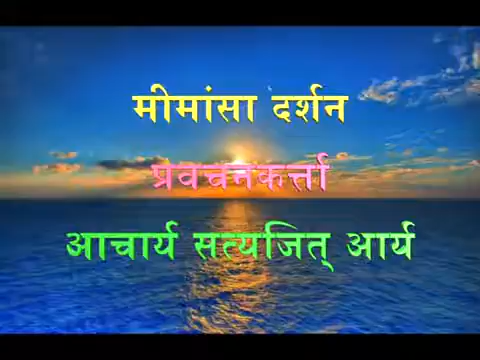 मीमांसा दर्शन
प्रवचनकर्त्ता
आचार्य सत्यजित् आर्य